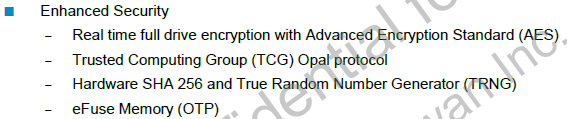 ■ Enhanced Security
– Real time full drive encryption with Advanced Encryption Standard (AES)
– Trusted Computing Group (TCG) Opal protocol
– Hardware SHA 256 and True Random Number Generator (TRNG)
– eFuse Memory (OTP)
Inc.